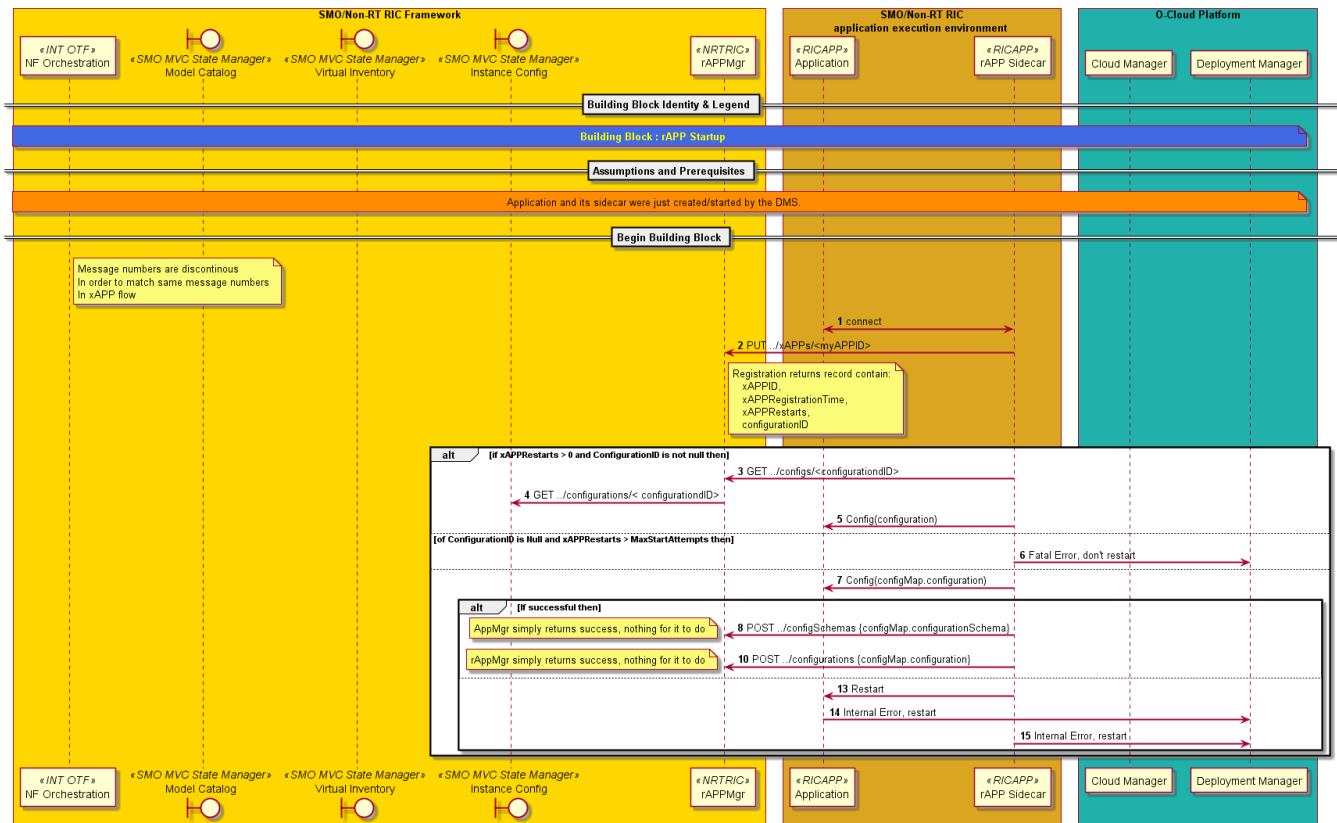 SMO/Non-RT RIC Framework
SMO/Non-RT RIC
application execution environment
O-Cloud Platform
«INT OTF»
NF Orchestration
«SMO MVC State Manager»
Model Catalog
«SMO MVC State Manager»
Virtual Inventory
«SMO MVC State Manager»
Instance Config
«NRTRIC»
rAPPMgr
«RICAPP»
Application
«RICAPP»
rAPP Sidecar
Cloud Manager
Deployment Manager
Building Block Identity & Legend
Building Block : rAPP Startup
Assumptions and Prerequisites
Application and its sidecar were just created/started by the DMS.
Begin Building Block
Message numbers are discontinous
In order to match same message numbers
In xAPP flow
1 connect
2 PUT ../xAPPs/<myAPPID>
Registration returns record contain:
xAPPID,
xAPPRegistrationTime,
xAPPRestarts,
configurationID
alt [if xAPPRestarts > 0 and ConfigurationID is not null then]
3 GET ../configs/<configurationdID>
4 GET ../configurations/< configurationdID>
5 Config(configuration)
[of ConfigurationID is Null and xAPPRestarts > MaxStartAttempts then]
6 Fatal Error, don't restart
7 Config(configMap.configuration)
alt [If successful then]
AppMgr simply returns success, nothing for it to do
8 POST ../configSchemas {configMap.configurationSchema}
rAppMgr simply returns success, nothing for it to do
10 POST ../configurations {configMap.configuration}
13 Restart
14 Internal Error, restart
15 Internal Error, restart
«INT OTF»
NF Orchestration
«SMO MVC State Manager»
Model Catalog
«SMO MVC State Manager»
Virtual Inventory
«SMO MVC State Manager»
Instance Config
«NRTRIC»
rAPPMgr
«RICAPP»
Application
«RICAPP»
rAPP Sidecar
Cloud Manager
Deployment Manager